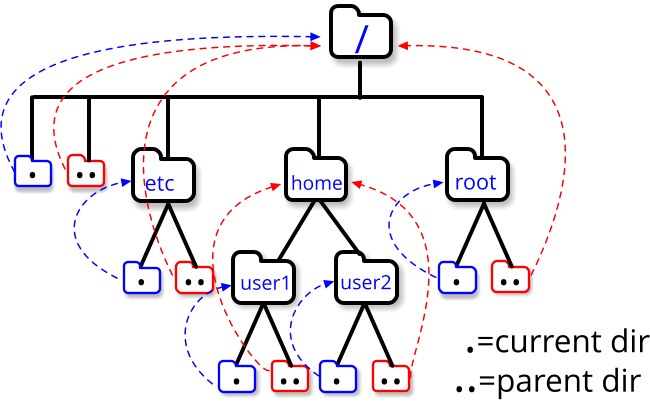 /
. .. etc home root
. .. user1 user2 . ..
. .. . ..
.=current dir
..=parent dir